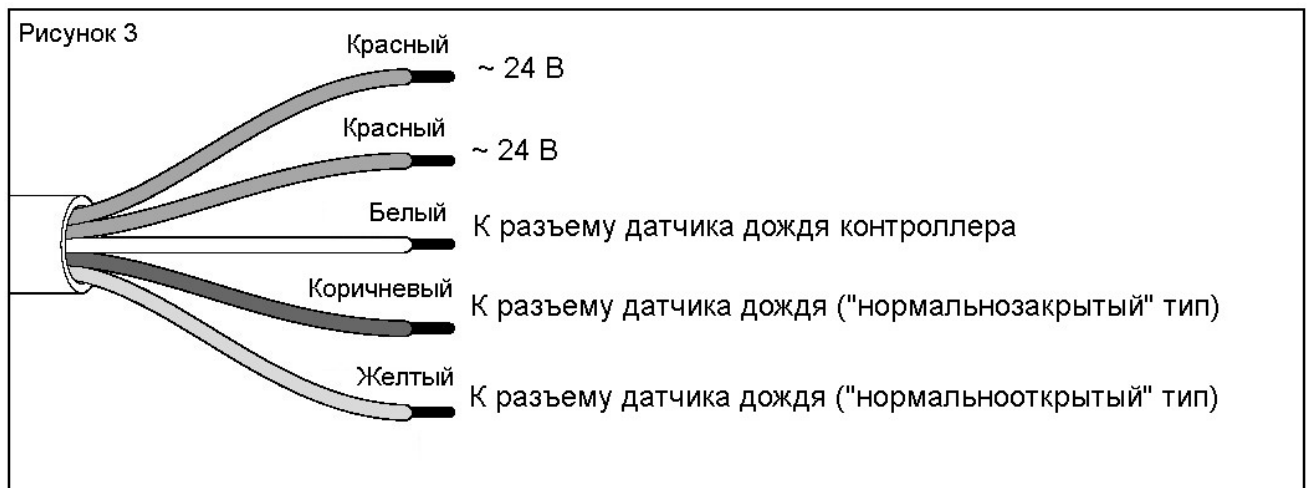 Рисунок 3
Красный
~ 24 В
Красный
~ 24 В
Белый
К разъему датчика дождя контроллера
Коричневый
К разъему датчика дождя ("нормальнозакрытый" тип)
Желтый
К разъему датчика дождя ("нормальнооткрытый" тип)